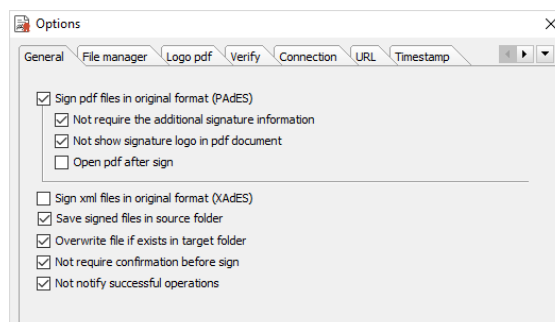 Options
General File manager Logo pdf Verify Connection URL Timestamp
Sign pdf files in original format (PAdES)
Not require the additional signature information
Not show signature logo in pdf document
Open pdf after sign
Sign xml files in original format (XAdES)
Save signed files in source folder
Overwrite file if exists in target folder
Not require confirmation before sign
Not notify successful operations